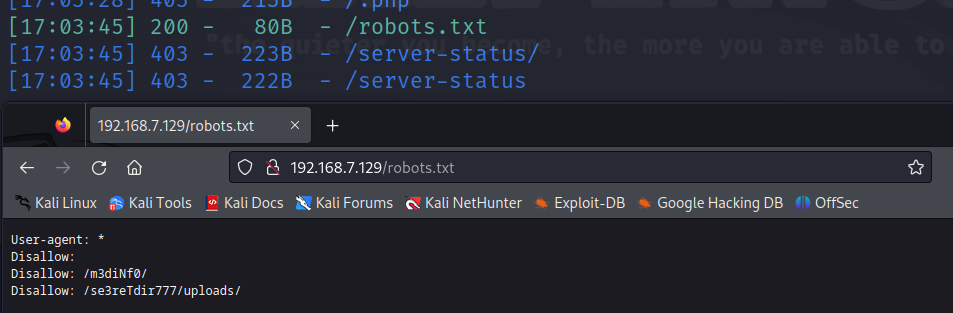 [17:03:28] 403 - 213B - /.php
[17:03:45] 200 - 80B - /robots.txt
"the quieter you become, the more you are able to
[17:03:45] 403 - 223B - /server-status/
[17:03:45] 403 - 222B - /server-status
192.168.7.129/robots.txt
192.168.7.129/robots.txt
Kali Linux Kali Tools Kali Docs Kali Forums Kali NetHunter Exploit-DB Google Hacking DB OffSec
User-agent: *
Disallow:
Disallow: /m3diNf0/
Disallow: /se3reTdir777/uploads/